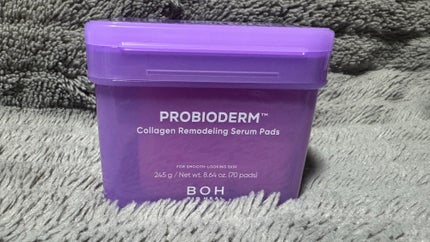 PROBIODERM™
Collagen Remodeling Serum Pads
FOR SMOOTH-LOOKING SKIN
245 g / Net wt. 8.64 oz. (70 pads)
BOH